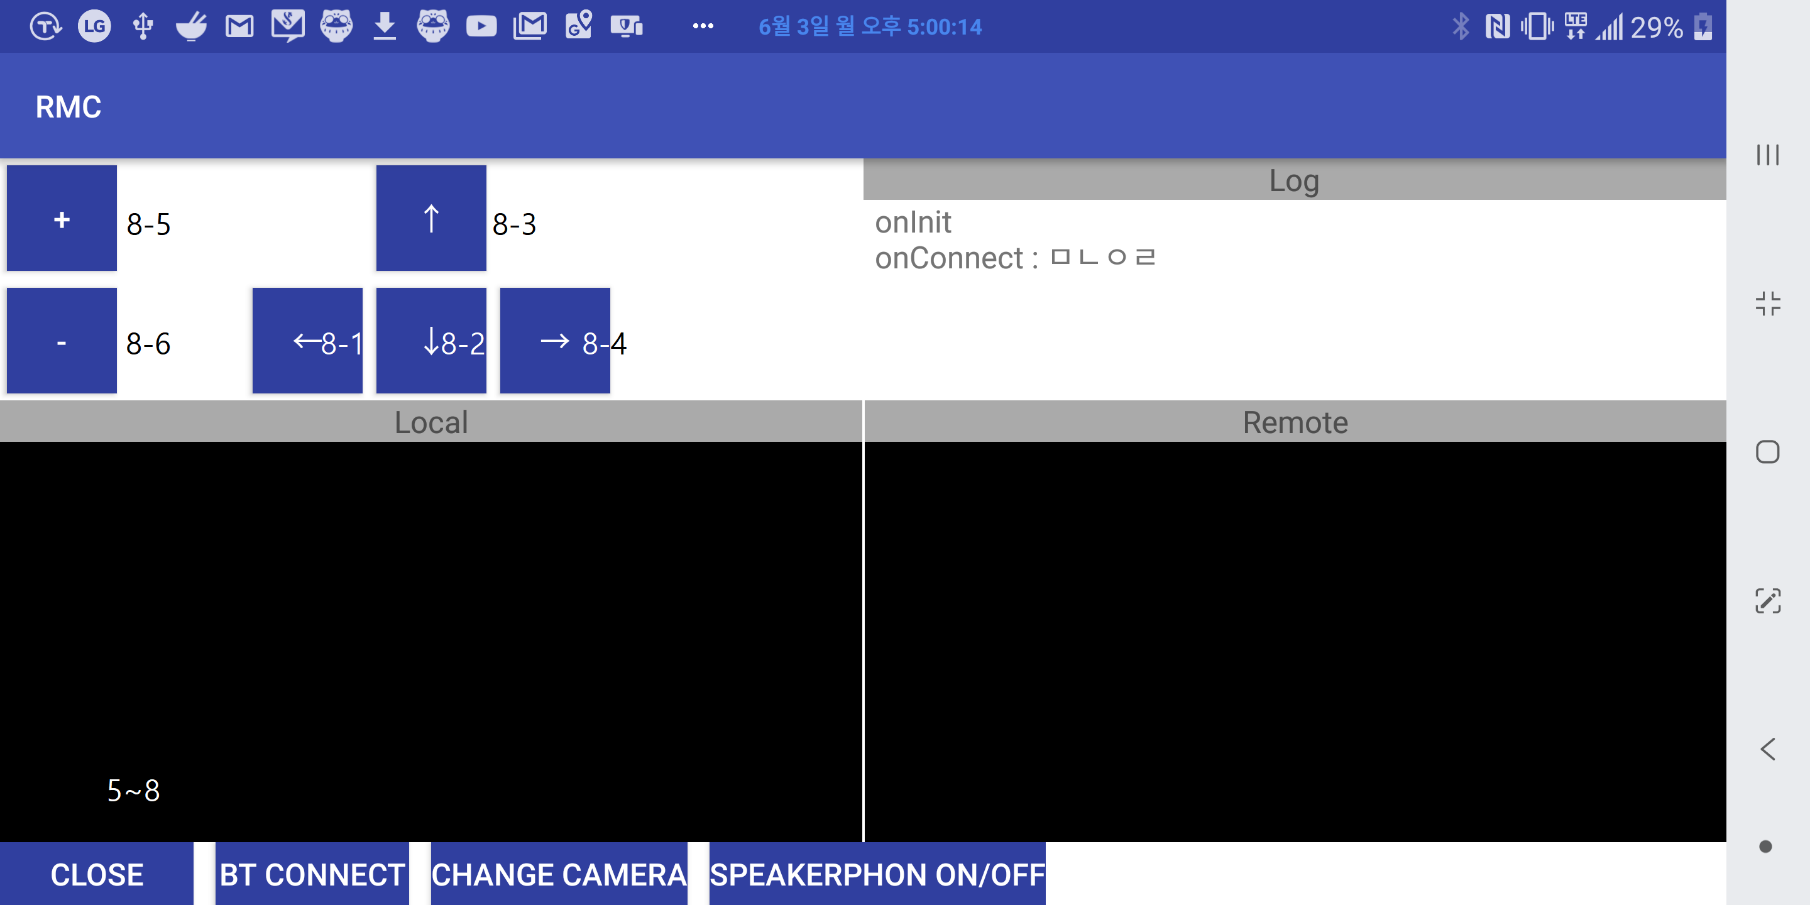 6월 3일 월 오후 5:00:14
LTE 29%
RMC
+ 8-5 ↑ 8-3
- 8-6 ←8-1 ↓8-2 → 8-4
Log
onInit
onConnect : ㅁㄴㅇㄹ
Local
Remote
5~8
CLOSE
BT CONNECT
CHANGE CAMERA
SPEAKERPHON ON/OFF